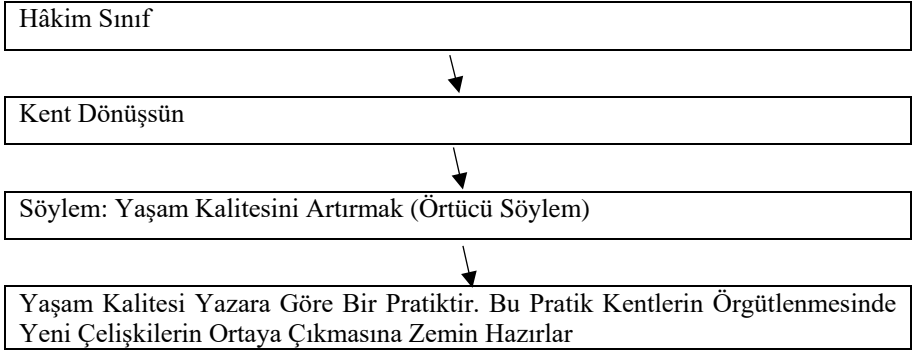 Hâkim Sınıf
Kent Dönüşsün
Söylem: Yaşam Kalitesini Artırmak (Örtücü Söylem)
Yaşam Kalitesi Yazara Göre Bir Pratiktir. Bu Pratik Kentlerin Örgütlenmesinde
Yeni Çelişkilerin Ortaya Çıkmasına Zemin Hazırlar